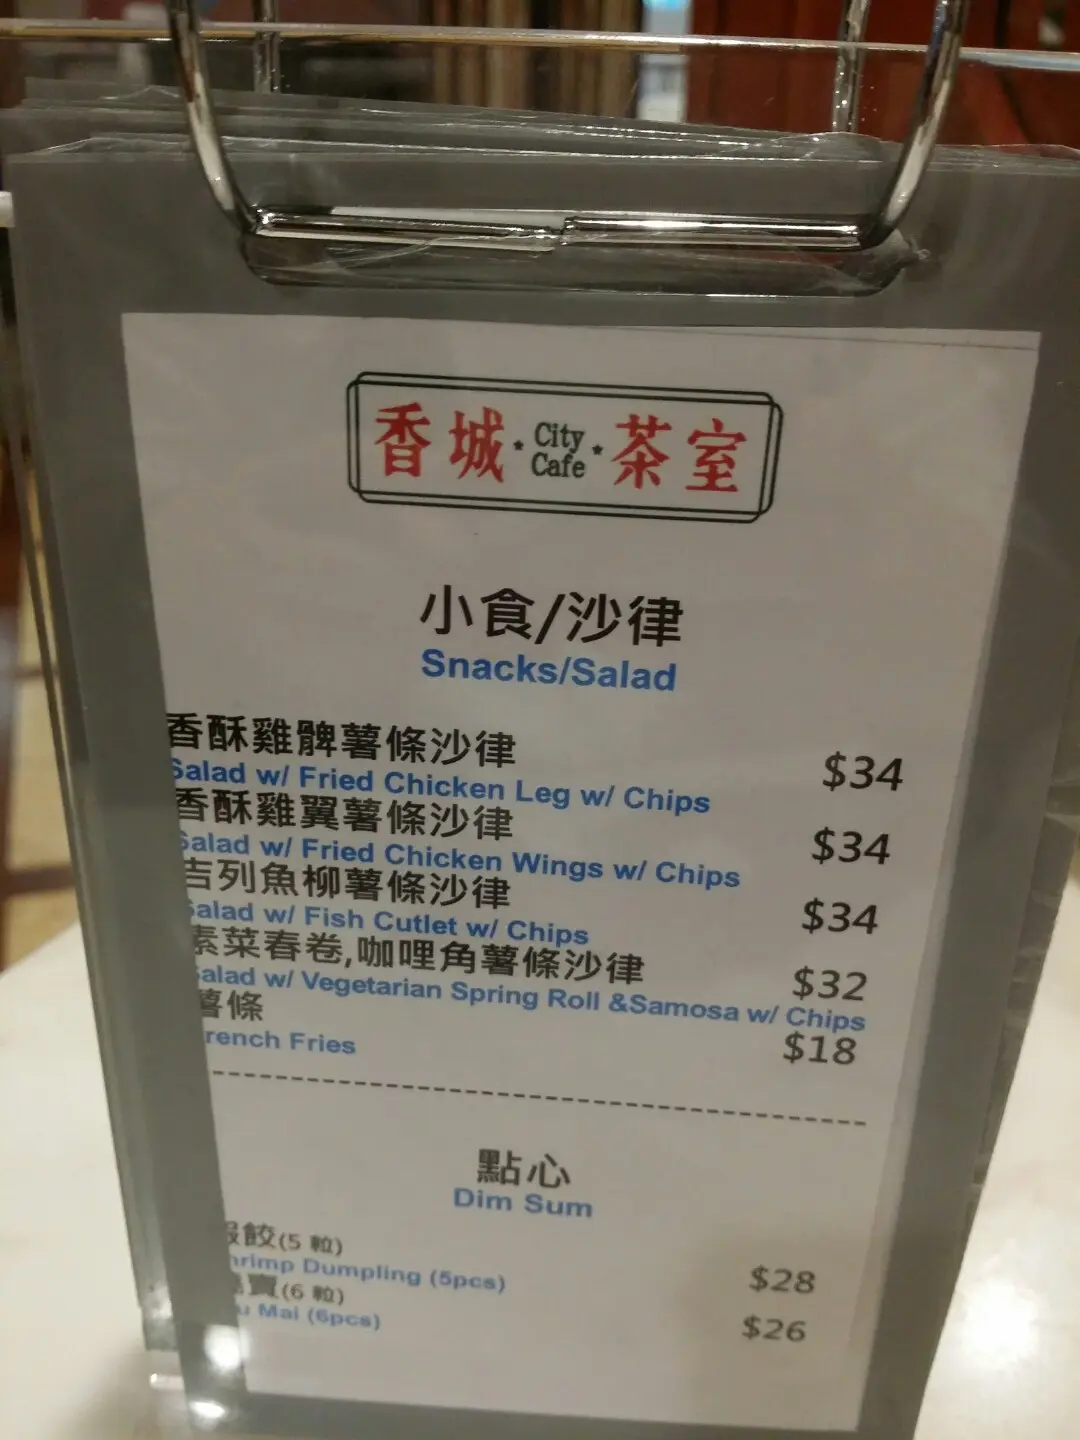 香城 * City Cafe * 茶室
小食/沙律
Snacks/Salad
香酥雞髀薯條沙律 $34
Salad w/ Fried Chicken Leg w/ Chips
香酥雞翼薯條沙律 $34
Salad w/ Fried Chicken Wings w/ Chips
吉列魚柳薯條沙律 $34
Salad w/ Fish Cutlet w/ Chips
素菜春卷,咖哩角薯條沙律 $32
Salad w/ Vegetarian Spring Roll &Samosa w/ Chips
薯條 $18
rench Fries
點心
Dim Sum
蝦餃(5 粒)
hrimp Dumpling (5pcs) $28
賣(6 粒)
u Mai (6pcs) $26